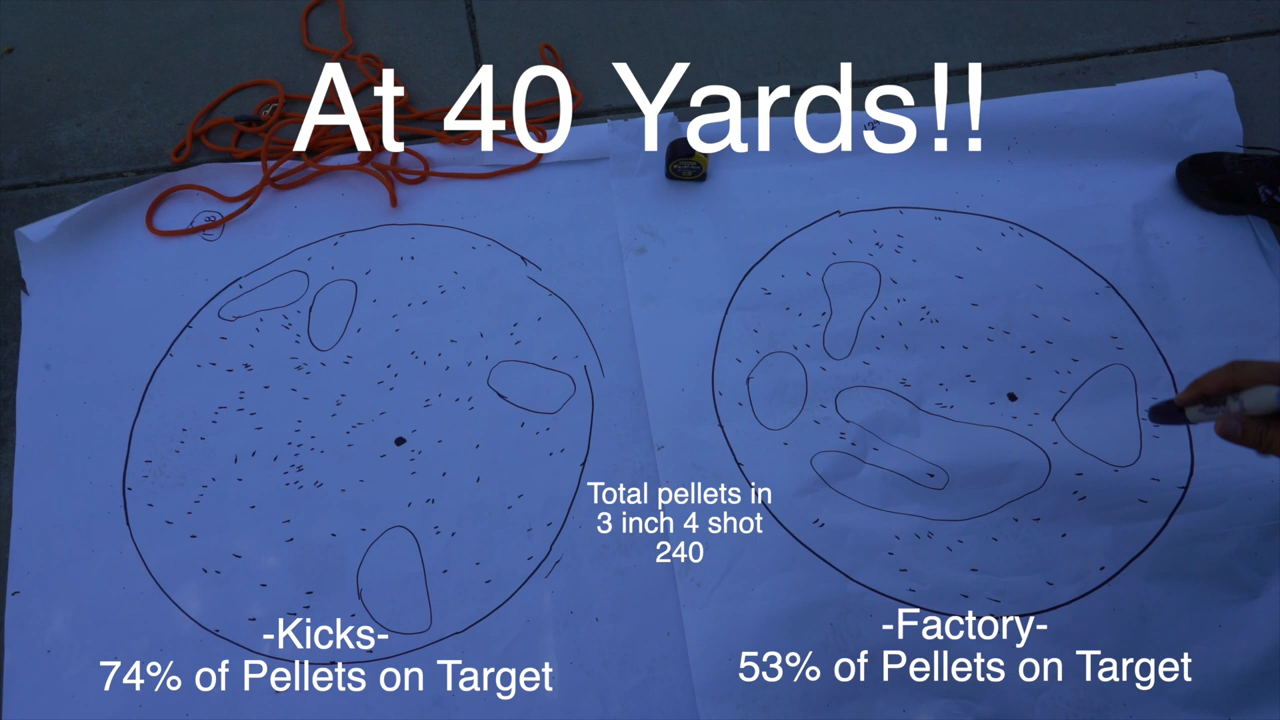 At 40 Yards!!
Total pellets in
3 inch 4 shot
240
-Kicks-
74% of Pellets on Target
-Factory-
53% of Pellets on Target